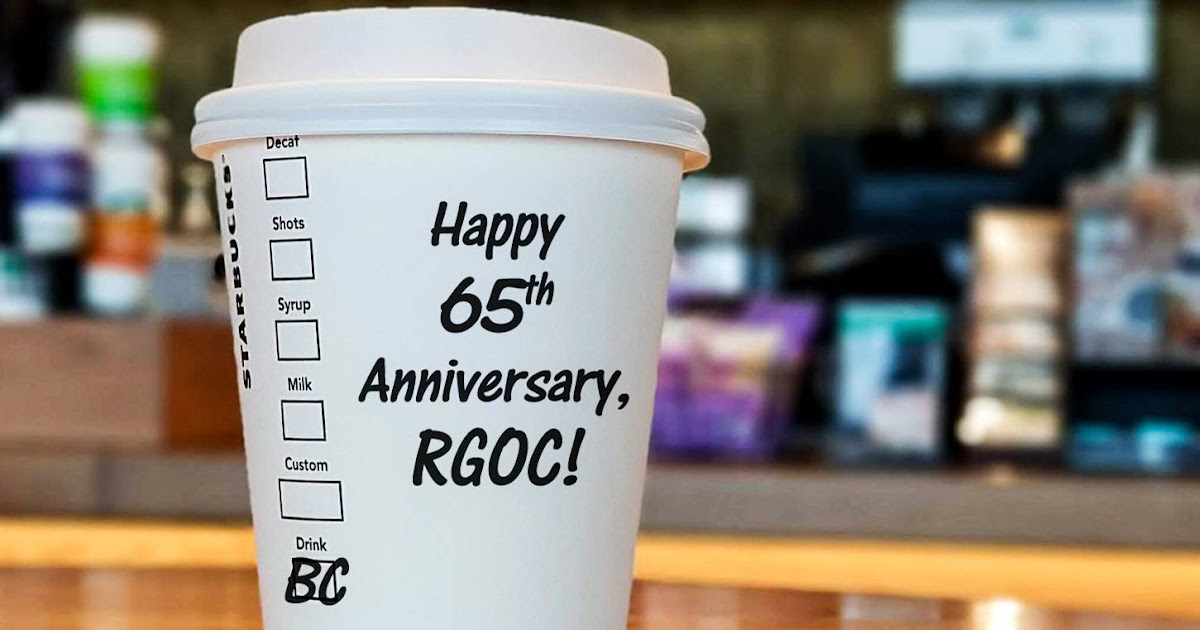 STARBUCKS
Decaf
Shots
Syrup
Milk
Custom
Drink
BC
Happy
65th
Anniversary,
RGOC!